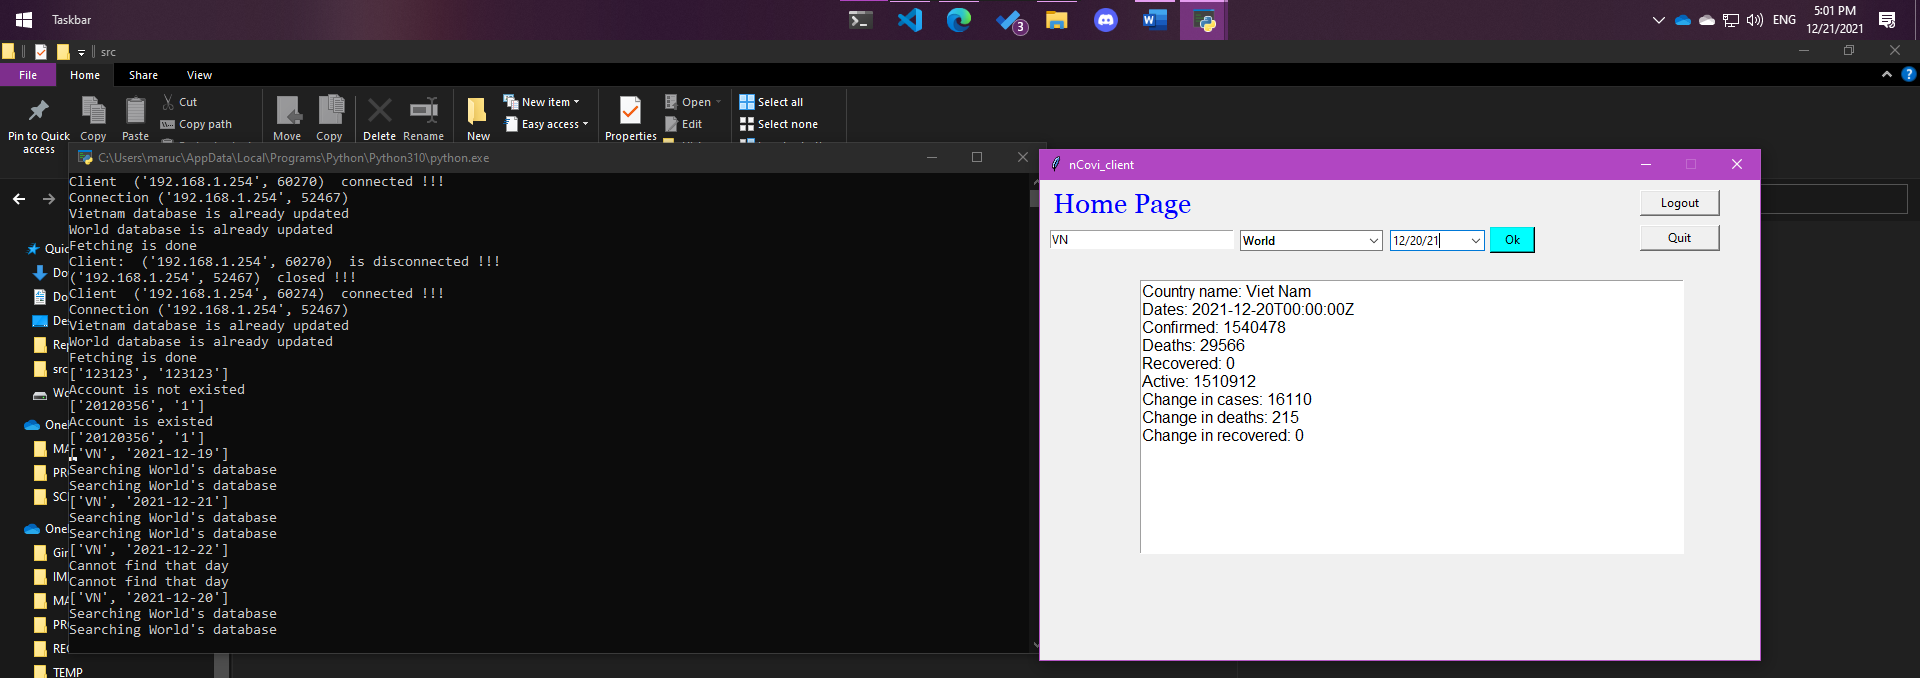 Taskbar
3
ENG
5:01 PM
12/21/2021
src
File Home Share View
Pin to Quick access
Copy
Paste
Cut
Copy path
Move
Copy
Delete
Rename
New
New item
Easy access
Properties
Open
Edit
Select all
Select none
C:\Users\maruc\AppData\Local\Programs\Python\Python310\python.exe
Client  ('192.168.1.254', 60270)  connected !!!
Connection ('192.168.1.254', 52467)
Vietnam database is already updated
World database is already updated
Fetching is done
Client:  ('192.168.1.254', 60270)  is disconnected !!!
('192.168.1.254', 52467)  closed !!!
Client  ('192.168.1.254', 60274)  connected !!!
Connection ('192.168.1.254', 52467)
Vietnam database is already updated
World database is already updated
Fetching is done
['123123', '123123']
Account is not existed
['20120356', '1']
Account is existed
['20120356', '1']
['VN', '2021-12-19']
Searching World's database
Searching World's database
['VN', '2021-12-21']
Searching World's database
Searching World's database
['VN', '2021-12-22']
Cannot find that day
Cannot find that day
['VN', '2021-12-20']
Searching World's database
Searching World's database
Quic
Do
Do
De
Rep
src
Wo
One
MA
PR
SC
One
Gir
IM
MA
PR
REC
TEMP
nCovi_client
Home Page
Logout
VN
World
12/20/21
Ok
Quit
Country name: Viet Nam
Dates: 2021-12-20T00:00:00Z
Confirmed: 1540478
Deaths: 29566
Recovered: 0
Active: 1510912
Change in cases: 16110
Change in deaths: 215
Change in recovered: 0